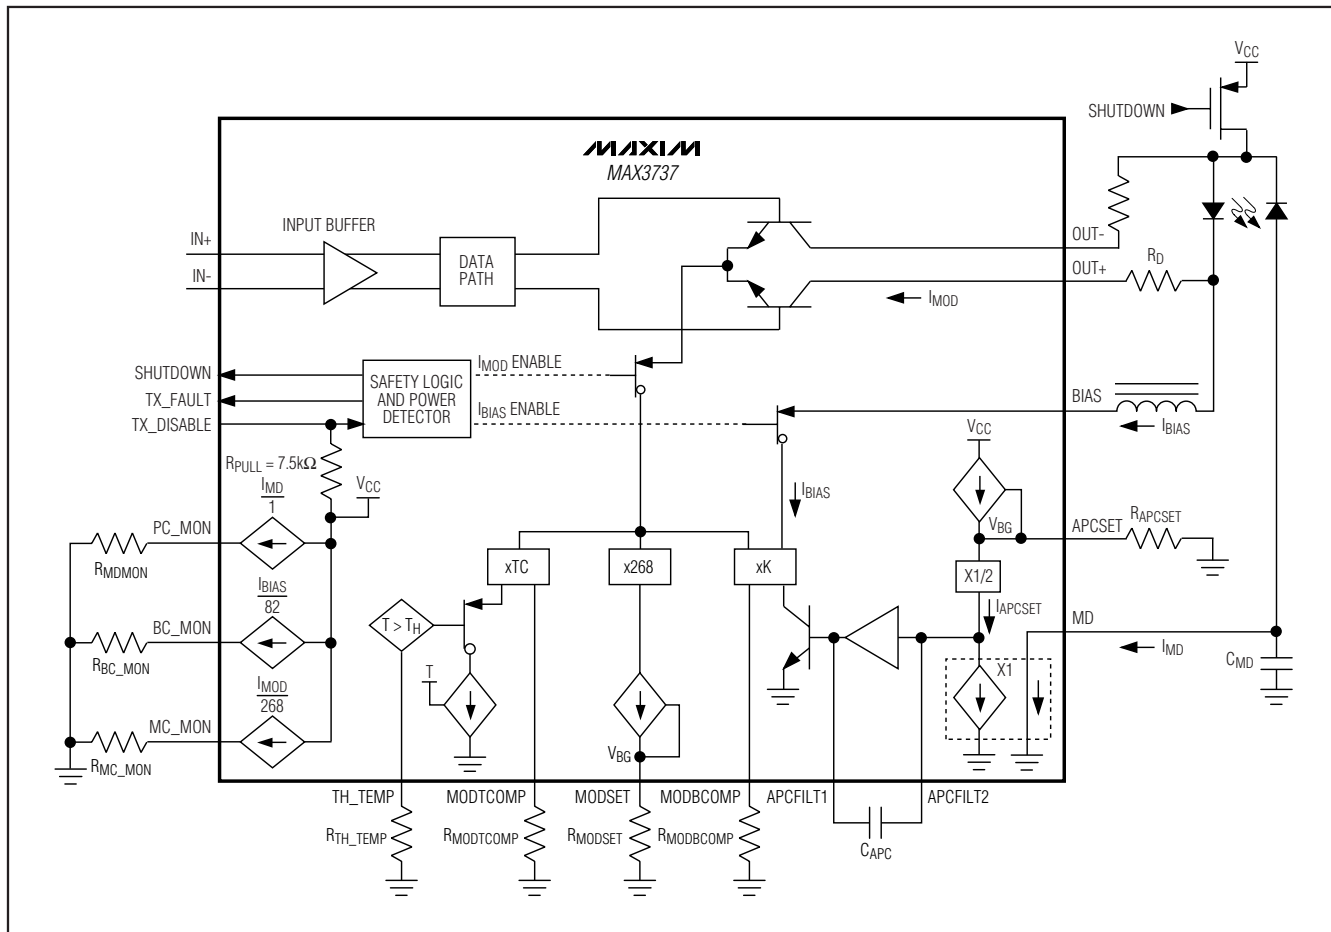 VCC
SHUTDOWN
MAXIM
MAX3737
INPUT BUFFER
IN+
IN-
DATA
PATH
OUT-
OUT+
RD
IMOD
SHUTDOWN
TX_FAULT
TX_DISABLE
SAFETY LOGIC
AND POWER
DETECTOR
IMOD ENABLE
IBIAS ENABLE
BIAS
IBIAS
RPULL = 7.5kΩ
VCC
IBIAS
VCC
VBG
APCSET
RAPCSET
PC_MON
IMD
1
RMDMON
xTC
x268
xK
X1/2
IAPCSET
MD
IMD
CMD
BC_MON
IBIAS
82
RBC_MON
T > TH
T
X1
MC_MON
IMOD
268
RMC_MON
VBG
TH_TEMP
MODTCOMP
MODSET
MODBCOMP
APCFILT1
APCFILT2
RTH_TEMP
RMODTCOMP
RMODSET
RMODBCOMP
CAPC